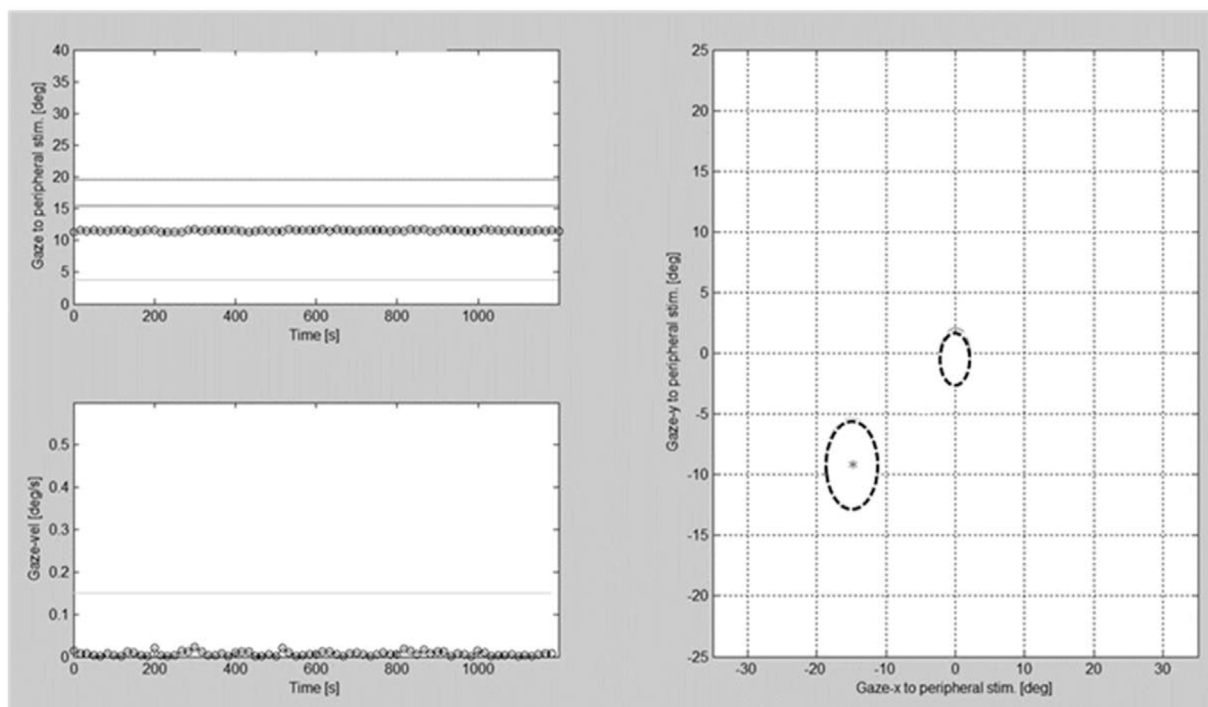 40
35
30
25
20
15
10
5
0
Gaze to peripheral stim. [deg]
0 200 400 600 800 1000
Time [s]
0.5
0.4
0.3
0.2
0.1
0
Gaze-vel [deg/s]
0 200 400 600 800 1000
Time [s]
25
20
15
10
5
0
-5
-10
-15
-20
-25
Gaze-y to peripheral stim. [deg]
-30 -20 -10 0 10 20 30
Gaze-x to peripheral stim. [deg]